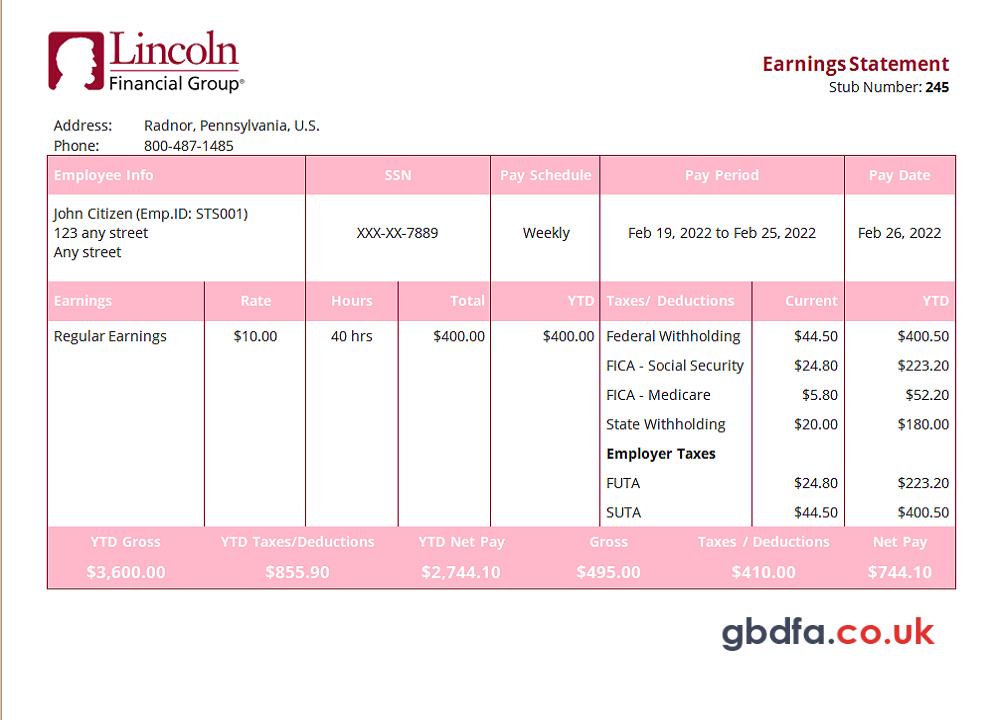 Lincoln
Financial Group®
Earnings Statement
Stub Number: 245
Address: Radnor, Pennsylvania, U.S.
Phone: 800-487-1485
Employee Info SSN Pay Schedule Pay Period Pay Date
John Citizen (Emp.ID: STS001)
123 any street XXX-XX-7889 Weekly Feb 19, 2022 to Feb 25, 2022 Feb 26, 2022
Any street
Earnings Rate Hours Total YTD Taxes/ Deductions Current YTD
Regular Earnings $10.00 40 hrs $400.00 $400.00 Federal Withholding $44.50 $400.50
FICA - Social Security $24.80 $223.20
FICA - Medicare $5.80 $52.20
State Withholding $20.00 $180.00
Employer Taxes
FUTA $24.80 $223.20
SUTA $44.50 $400.50
YTD Gross YTD Taxes/Deductions YTD Net Pay Gross Taxes / Deductions Net Pay
$3,600.00 $855.90 $2,744.10 $495.00 $410.00 $744.10
gbdfa.co.uk